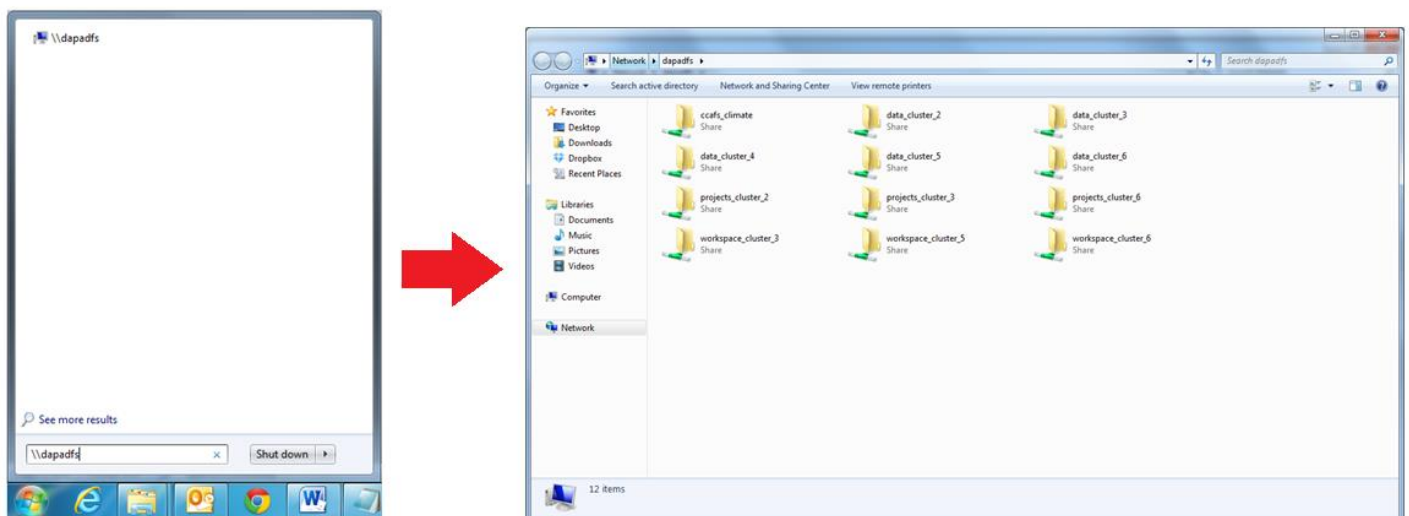 \\dapadfs
See more results
\\dapadfs
Shut down
Network dapadfs
Search dapadfs
Organize Search active directory Network and Sharing Center View remote printers
Favorites
Desktop
Downloads
Dropbox
Recent Places
Libraries
Documents
Music
Pictures
Videos
Computer
Network
ccafs_climate
Share
data_cluster_2
Share
data_cluster_3
Share
data_cluster_4
Share
data_cluster_5
Share
data_cluster_6
Share
projects_cluster_2
Share
projects_cluster_3
Share
projects_cluster_6
Share
workspace_cluster_3
Share
workspace_cluster_5
Share
workspace_cluster_6
Share
12 items